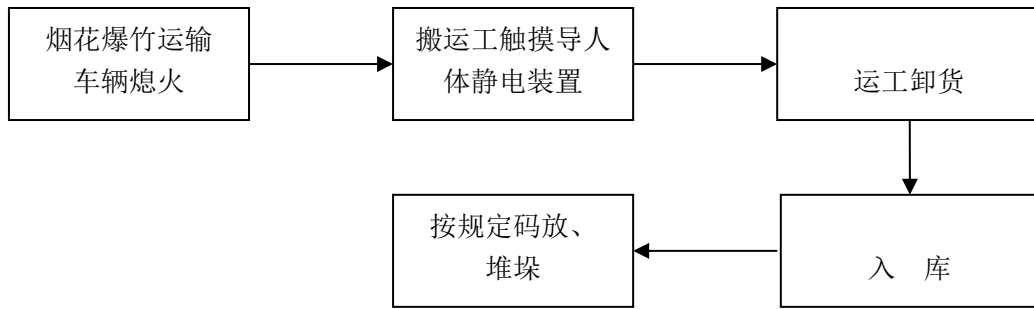 烟花爆竹运输
车辆熄火
搬运工触摸导人
体静电装置
运工卸货
入 库
按规定码放、
堆垛